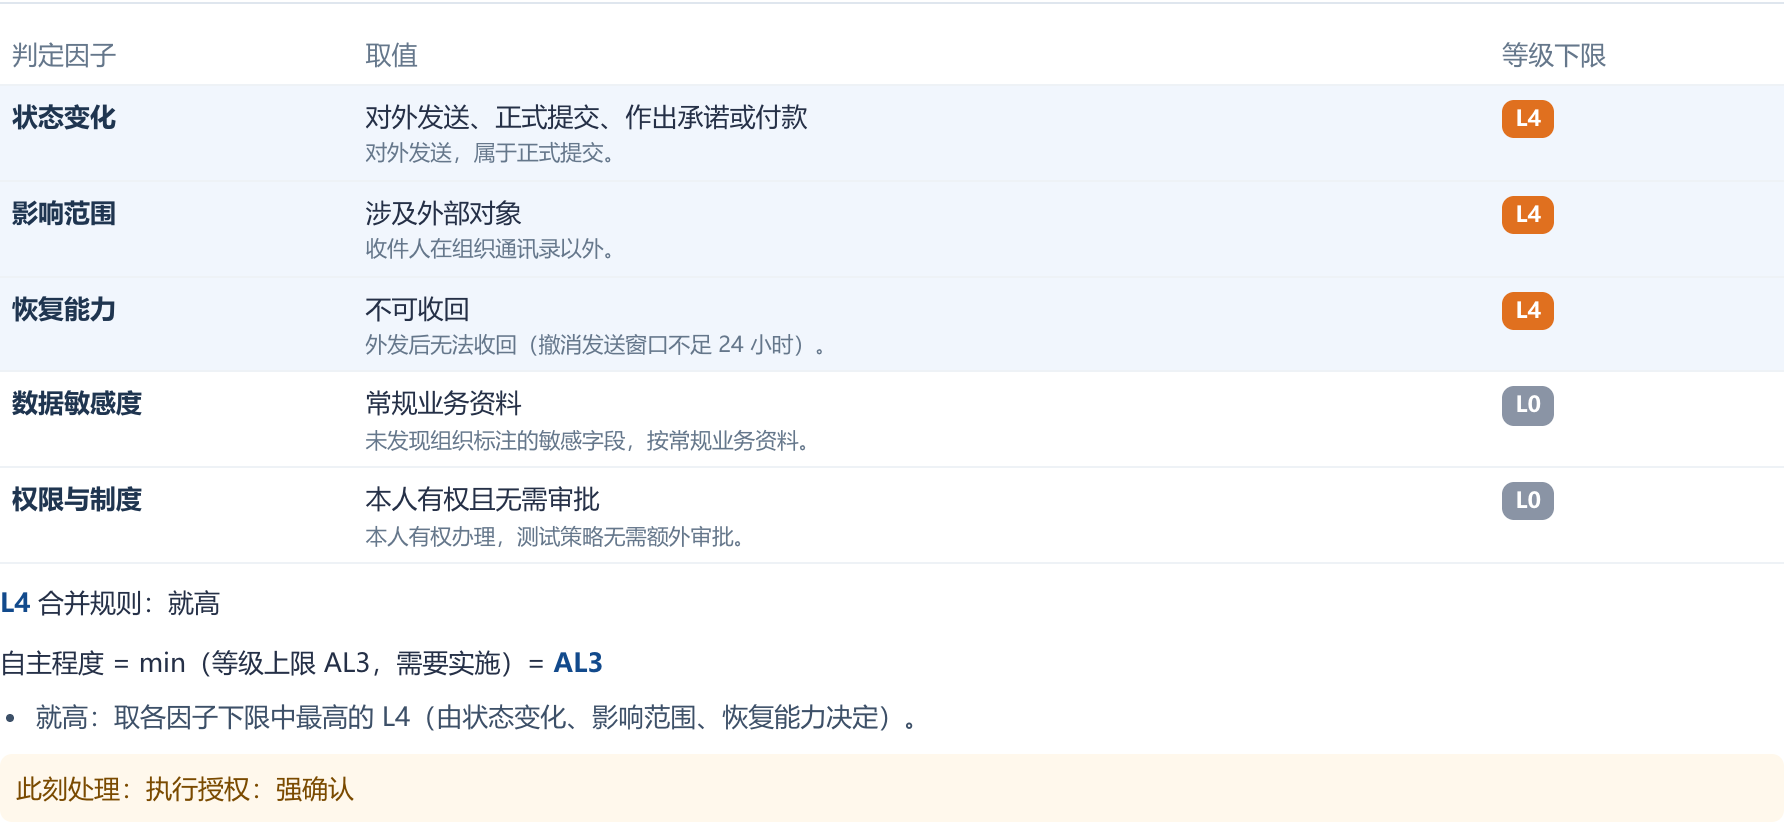 判定因子 取值 等级下限
状态变化 对外发送、正式提交、作出承诺或付款 L4
对外发送，属于正式提交。
影响范围 涉及外部对象 L4
收件人在组织通讯录以外。
恢复能力 不可收回 L4
外发后无法收回（撤消发送窗口不足 24 小时）。
数据敏感度 常规业务资料 L0
未发现组织标注的敏感字段，按常规业务资料。
权限与制度 本人有权且无需审批 L0
本人有权办理，测试策略无需额外审批。
L4 合并规则：就高
自主程度 = min（等级上限 AL3，需要实施）= AL3
• 就高：取各因子下限中最高的 L4（由状态变化、影响范围、恢复能力决定）。
此刻处理：执行授权：强确认